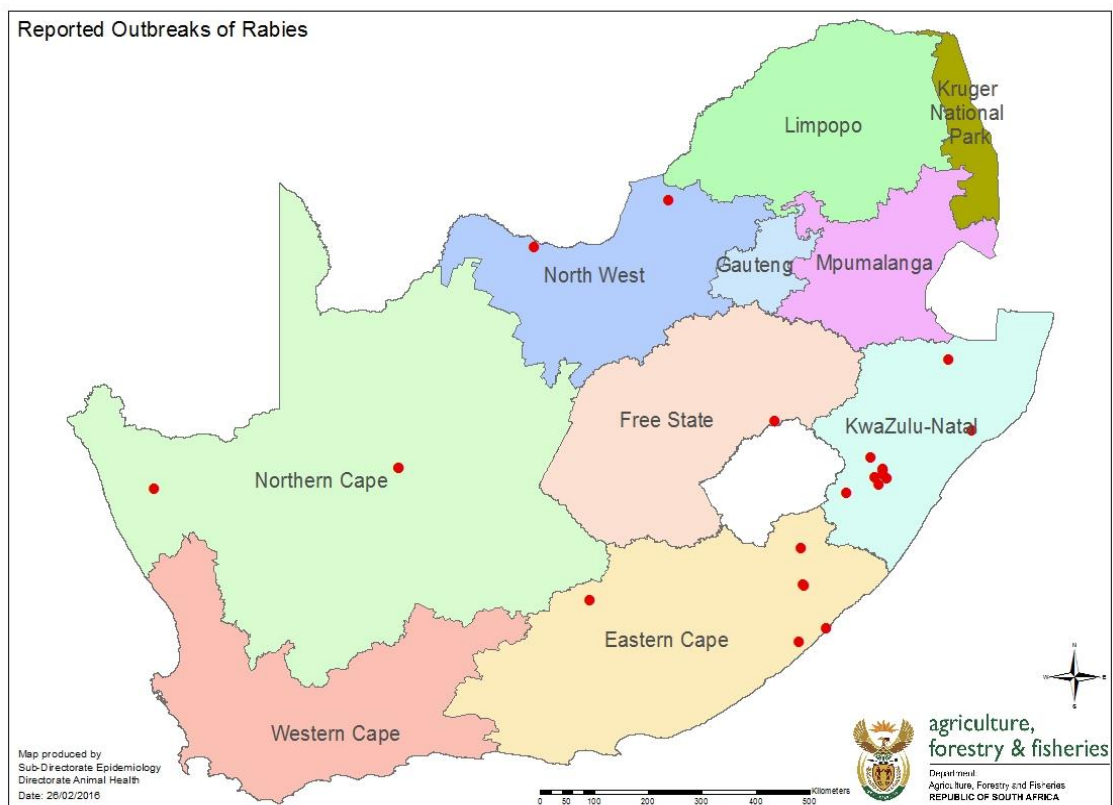 Reported Outbreaks of Rabies
Kruger
National
Park
Limpopo
North West
Gauteng
Mpumalanga
Free State
KwaZulu-Natal
Northern Cape
Eastern Cape
Western Cape
N
W
E
S
Map produced by
Sub-Directorate Epidemiology
Directorate Animal Health
Date: 26/02/2016
Kilometers
0 50 100 200 300 400 500
agriculture,
forestry & fisheries
Department:
Agriculture, Forestry and Fisheries
REPUBLIC OF SOUTH AFRICA